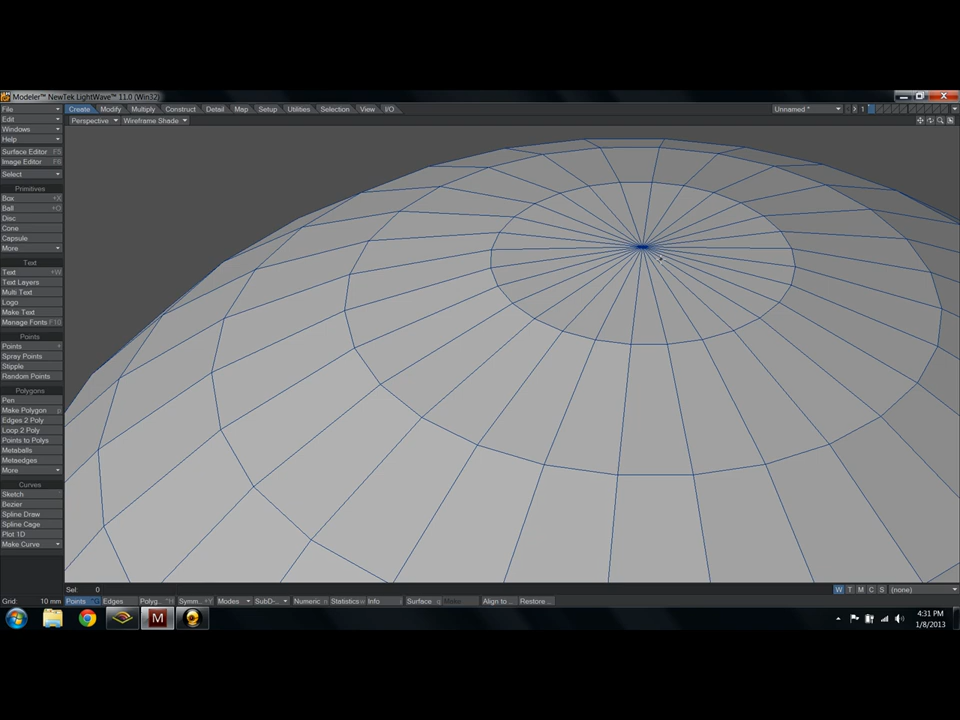 Modeler™ NewTek LightWave™ 11.0 (Win32)
File Create Modify Multiply Construct Detail Map Setup Utilities Selection View I/O Unnamed * 1
Edit Perspective Wireframe Shade
Windows
Help
Surface Editor F5
Image Editor F6
Select
Primitives
Box +X
Ball +O
Disc
Cone
Capsule
More
Text
Text +W
Text Layers
Multi Text
Logo
Make Text
Manage Fonts F10
Points
Points +
Spray Points
Stipple
Random Points
Polygons
Pen
Make Polygon p
Edges 2 Poly
Loop 2 Poly
Points to Polys
Metaballs
Metaedges
More
Curves
Sketch
Bezier
Spline Draw
Spline Cage
Plot 1D
Make Curve
Sel: 0 W T M C S (none)
Grid: 10 mm Points ^G Edges Polyg ^H Symm +Y Modes SubD- Numeric n Statistics w Info i Surface q Make Align to... Restore...
4:31 PM
1/8/2013